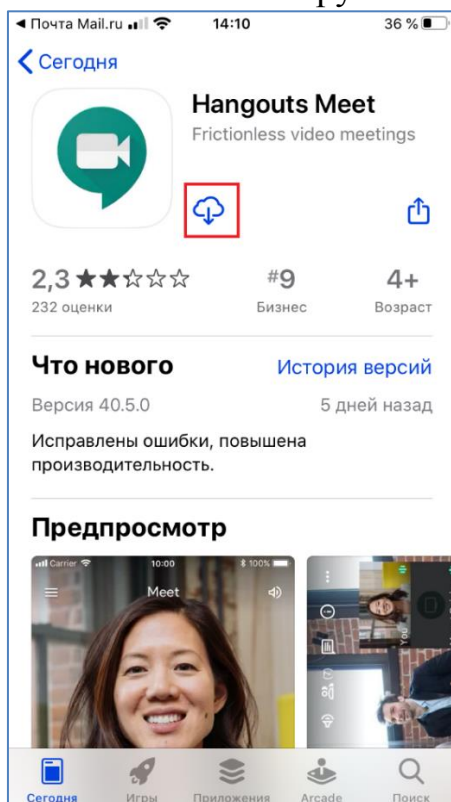 ру
Почта Mail.ru 14:10 36 %
Сегодня
Hangouts Meet
Frictionless video meetings
2,3 #9 4+
232 оценки Бизнес Возраст
Что нового История версий
Версия 40.5.0 5 дней назад
Исправлены ошибки, повышена
производительность.
Предпросмотр
Carrier 10:00 100%
Meet
You
Сегодня Игры Приложения Arcade Поиск